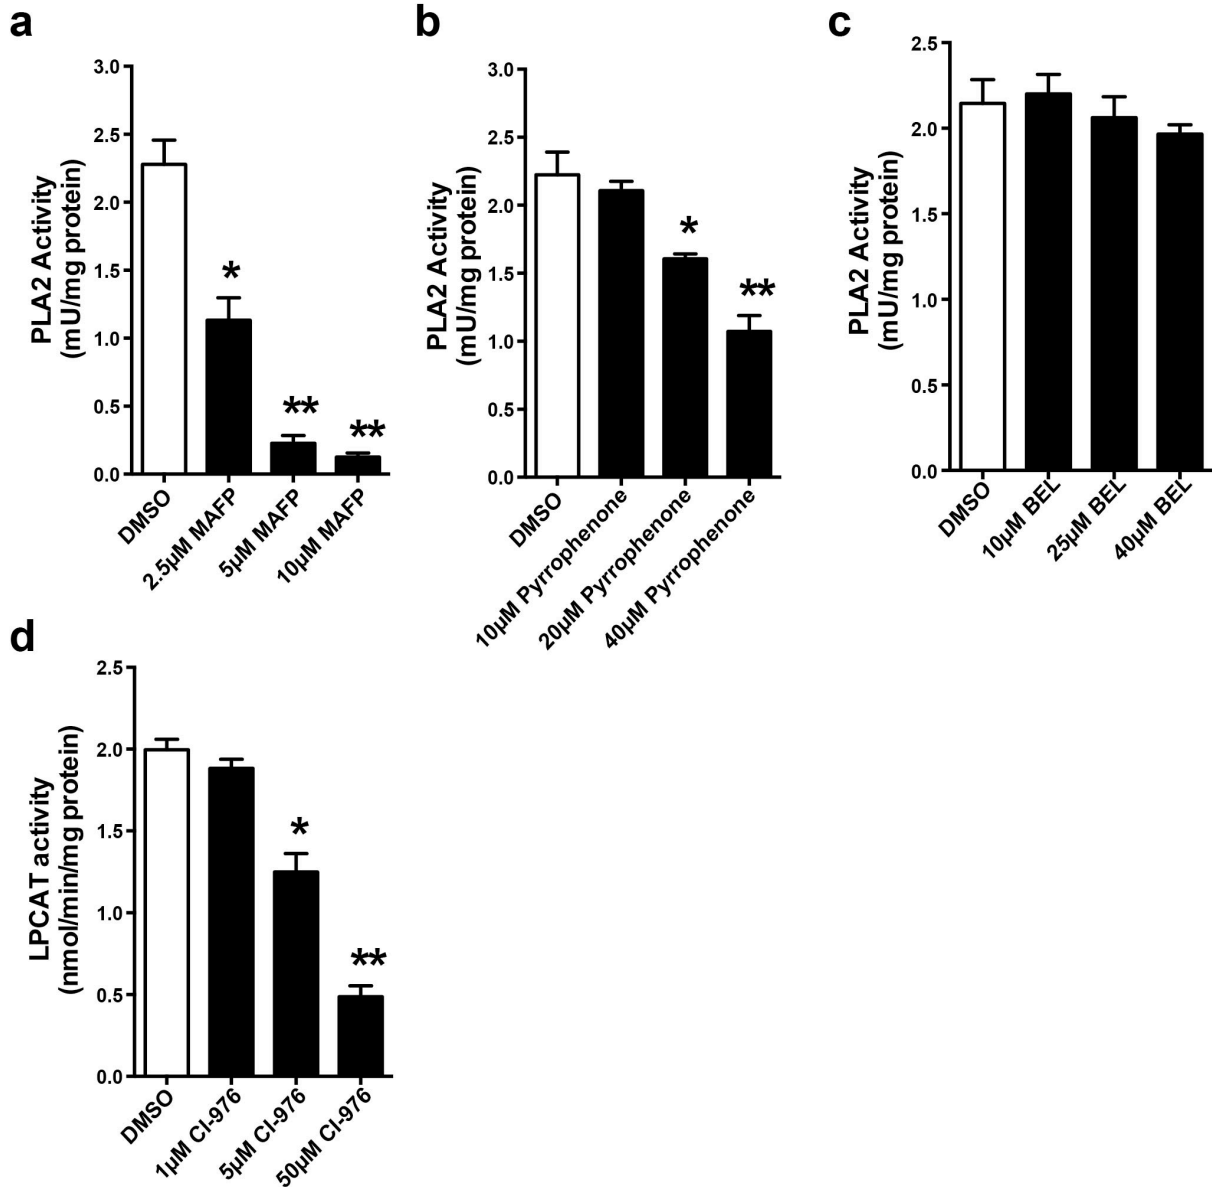 a
PLA2 Activity
(mU/mg protein)
3.0
2.5
2.0
1.5
1.0
0.5
0.0
*
**
**
DMSO
2.5µM MAFP
5µM MAFP
10µM MAFP
b
PLA2 Activity
(mU/mg protein)
3.0
2.5
2.0
1.5
1.0
0.5
0.0
*
**
DMSO
10µM Pyrrophenone
20µM Pyrrophenone
40µM Pyrrophenone
c
PLA2 Activity
(mU/mg protein)
2.5
2.0
1.5
1.0
0.5
0.0
DMSO
10µM BEL
25µM BEL
40µM BEL
d
LPCAT activity
(nmol/min/mg protein)
2.5
2.0
1.5
1.0
0.5
0.0
*
**
DMSO
1µM CI-976
5µM CI-976
50µM CI-976